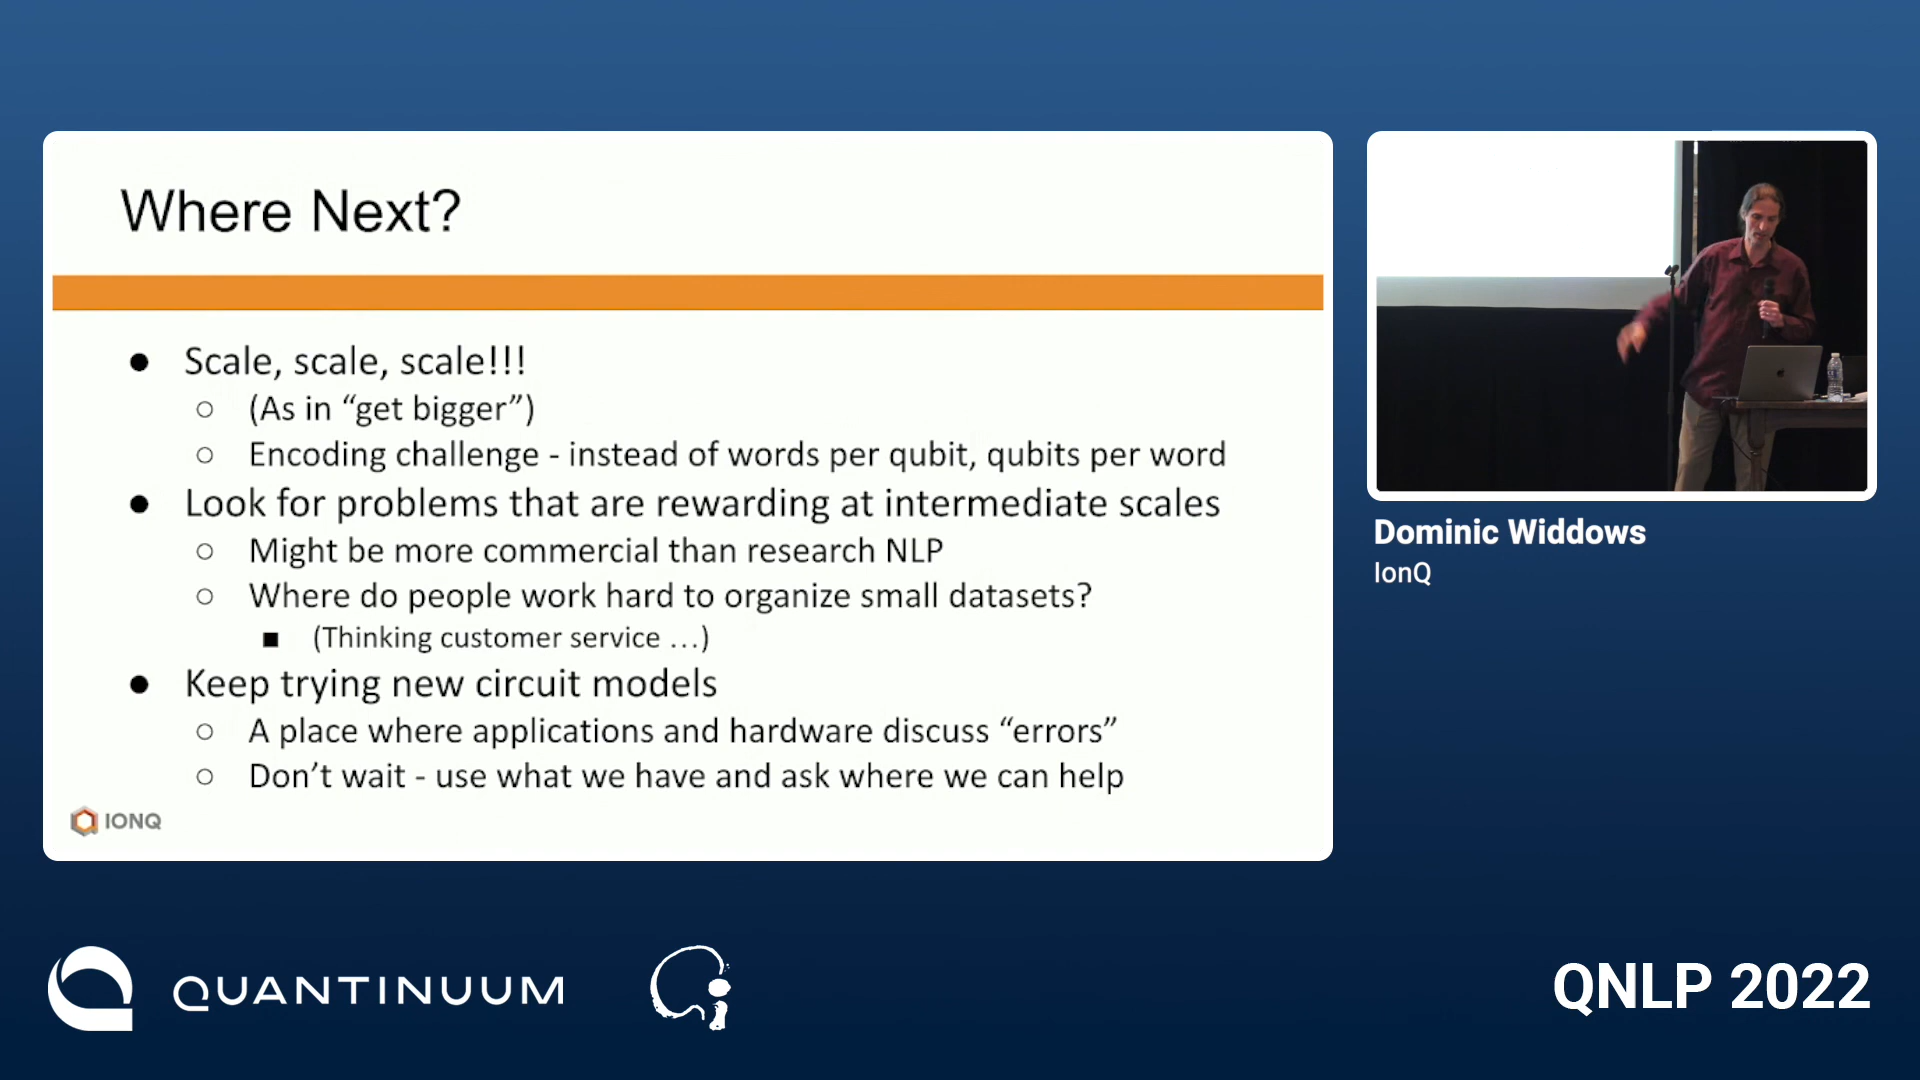 Where Next?
● Scale, scale, scale!!!
○ (As in “get bigger”)
○ Encoding challenge - instead of words per qubit, qubits per word
● Look for problems that are rewarding at intermediate scales
○ Might be more commercial than research NLP
○ Where do people work hard to organize small datasets?
■ (Thinking customer service …)
● Keep trying new circuit models
○ A place where applications and hardware discuss “errors”
○ Don’t wait - use what we have and ask where we can help
IONQ
Dominic Widdows
IonQ
QUANTINUUM
QNLP 2022